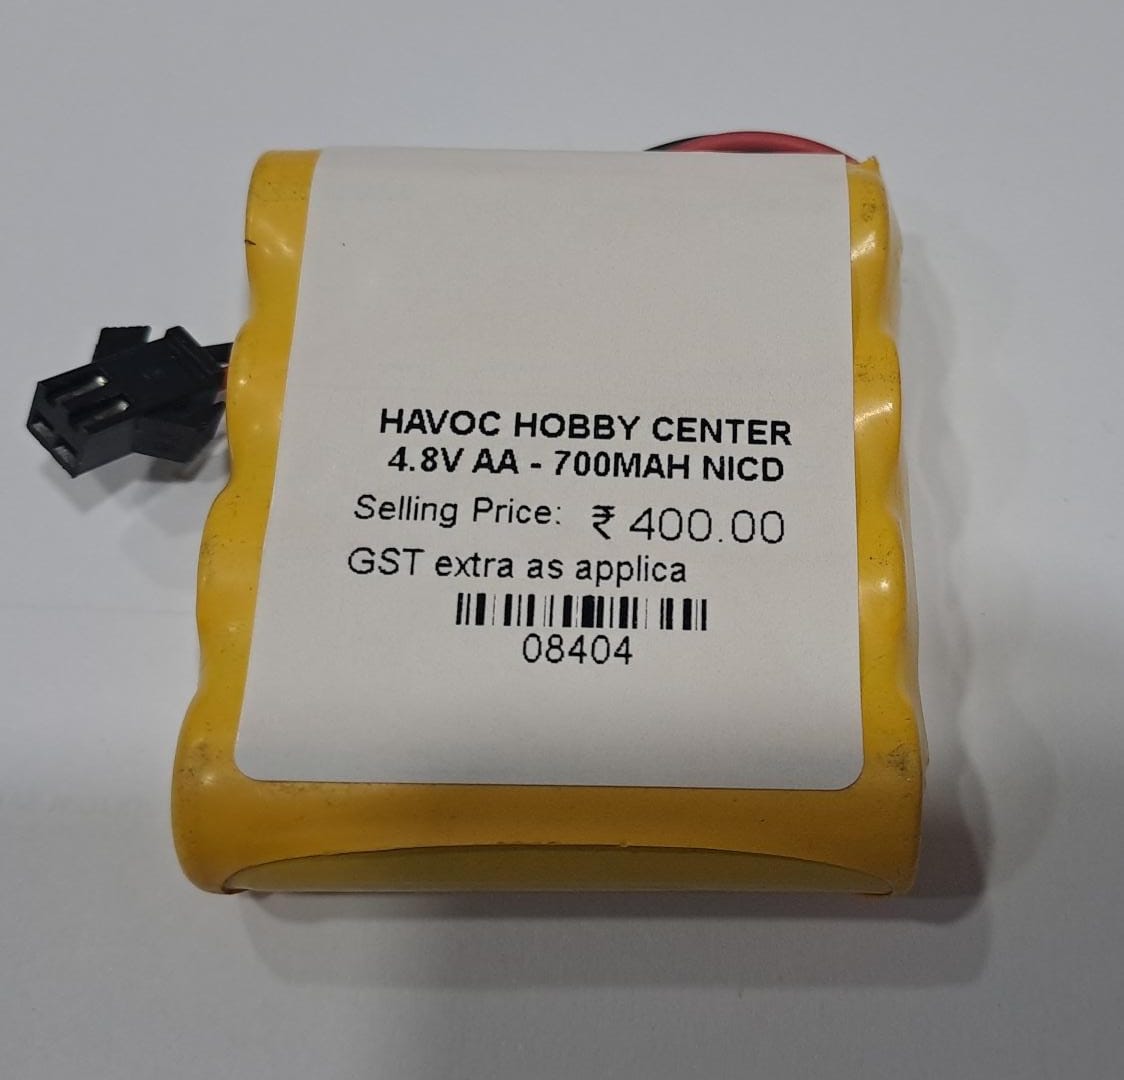 HAVOC HOBBY CENTER
4.8V AA - 700MAH NICD
Selling Price: ₹ 400.00
GST extra as applica
08404